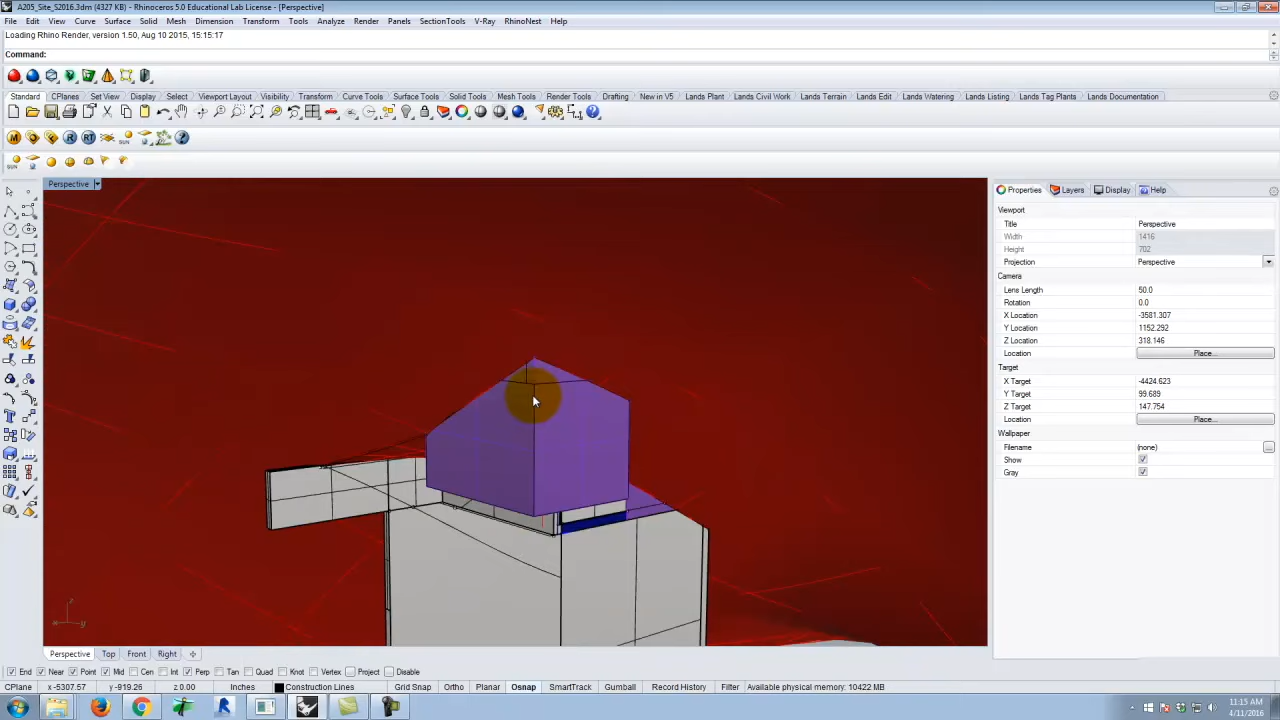 A205_Site_S2016.3dm (4327 KB) - Rhinoceros 5.0 Educational Lab License - [Perspective]
File Edit View Curve Surface Solid Mesh Dimension Transform Tools Analyze Render Panels SectionTools V-Ray RhinoNest Help
Loading Rhino Render, version 1.50, Aug 10 2015, 15:15:17
Command:
Standard CPlanes Set View Display Select Viewport Layout Visibility Transform Curve Tools Surface Tools Solid Tools Mesh Tools Render Tools Drafting New in V5 Lands Plant Lands Civil Work Lands Terrain Lands Edit Lands Watering Lands Listing Lands Tag Plants Lands Documentation
M R RT SUN ?
SUN
Perspective
Properties Layers Display Help
Viewport
Title Perspective
Width 1416
Height 702
Projection Perspective
Camera
Lens Length 50.0
Rotation 0.0
X Location -3581.307
Y Location 1152.292
Z Location 318.146
Location Place...
Target
X Target -4424.623
Y Target 99.689
Z Target 147.754
Location Place...
Wallpaper
Filename (none)
Show
Gray
z
x y
Perspective Top Front Right
End Near Point Mid Cen Int Perp Tan Quad Knot Vertex Project Disable
CPlane x -5307.57 y -919.26 z 0.00 Inches Construction Lines Grid Snap Ortho Planar Osnap SmartTrack Gumball Record History Filter Available physical memory: 10422 MB
11:15 AM
4/11/2016